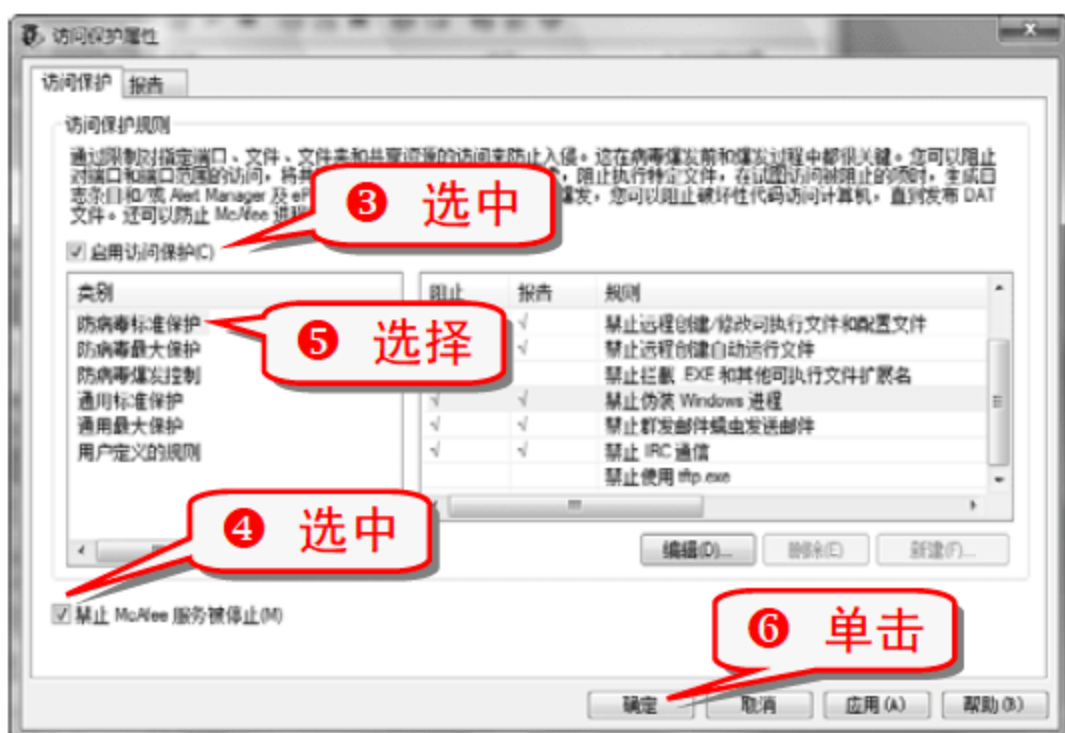 访问保护属性
访问保护 报告
访问保护规则
通过限制对指定端口、文件、文件夹和共享资源的访问来防止入侵。这在病毒爆发前和爆发过程中都很关键。您可以阻止
对端口和端口范围的访问，将共 阻止执行特定文件，在试图访问被阻止的项时，生成日
志条目和/或 Alert Manager 及 eP 爆发，您可以阻止破坏性代码访问计算机，直到发布 DAT
文件。还可以防止 McAfee 进程
❸ 选中
启用访问保护(C)
类别
防病毒标准保护
防病毒最大保护
防病毒爆发控制
通用标准保护
通用最大保护
用户定义的规则
❺ 选择
阻止 报告 规则
√ 禁止远程创建/修改可执行文件和配置文件
√ 禁止远程创建自动运行文件
禁止拦截 .EXE 和其他可执行文件扩展名
√ √ 禁止伪装 Windows 进程
√ √ 禁止群发邮件蠕虫发送邮件
√ √ 禁止 IRC 通信
禁止使用 tftp.exe
❹ 选中
编辑(D)... 删除(E) 新建(F)...
禁止 McAfee 服务被停止(M)
❻ 单击
确定 取消 应用(A) 帮助(B)